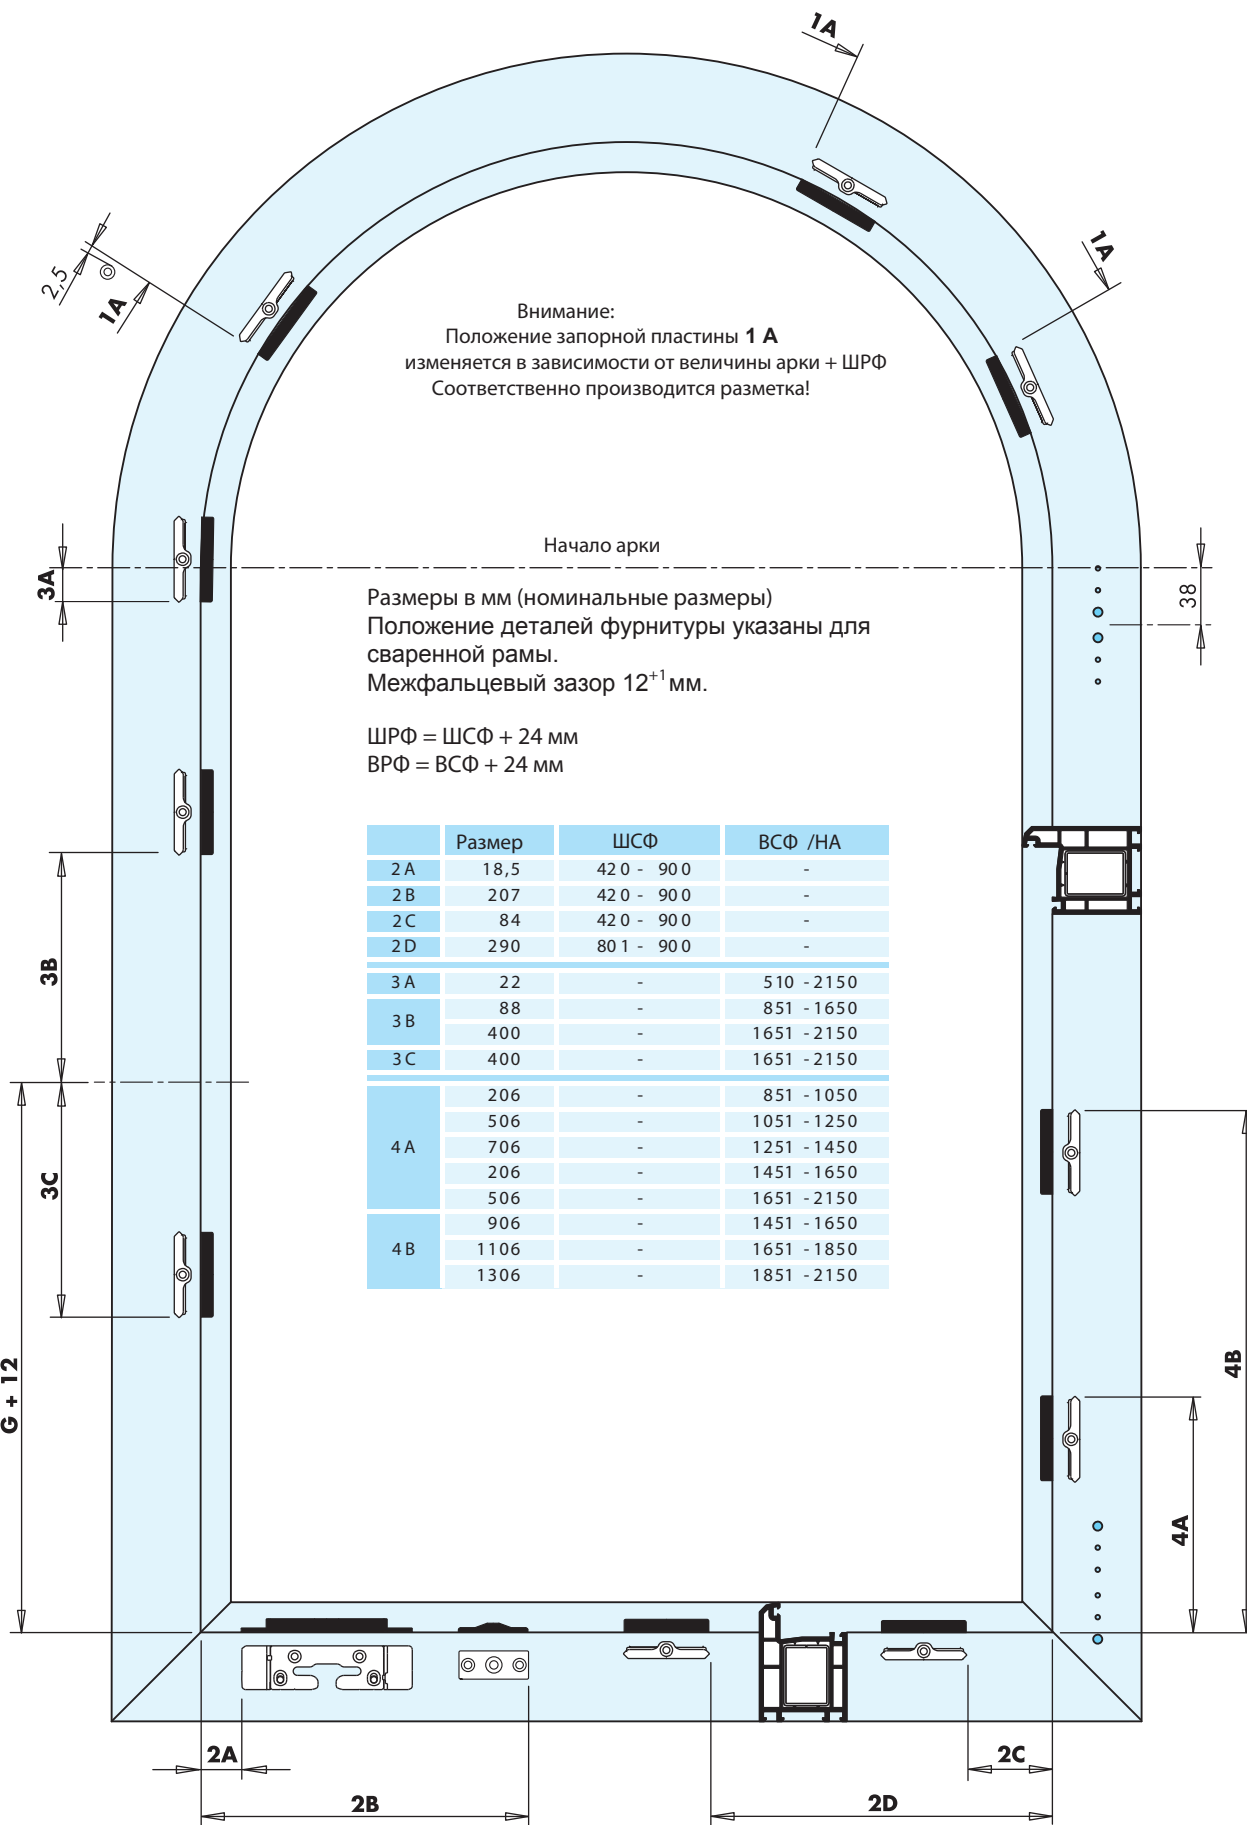 1A
1A
2,5
1A
Внимание:
Положение запорной пластины 1 А
изменяется в зависимости от величины арки + ШРФ
Соответственно производится разметка!
Начало арки
3A
38
Размеры в мм (номинальные размеры)
Положение деталей фурнитуры указаны для
сваренной рамы.
Межфальцевый зазор 12+1 мм.
ШРФ = ШСФ + 24 мм
ВРФ = ВСФ + 24 мм
Размер ШСФ ВСФ /НА
2 A 18,5 420 - 900 -
2 B 207 420 - 900 -
2 C 84 420 - 900 -
2 D 290 801 - 900 -
3 A 22 - 510 - 2150
3 B 88 - 851 - 1650
400 - 1651 - 2150
3 C 400 - 1651 - 2150
4 A 206 - 851 - 1050
506 - 1051 - 1250
706 - 1251 - 1450
206 - 1451 - 1650
506 - 1651 - 2150
4 B 906 - 1451 - 1650
1106 - 1651 - 1850
1306 - 1851 - 2150
3B
3C
G + 12
4B
4A
2A
2C
2B
2D